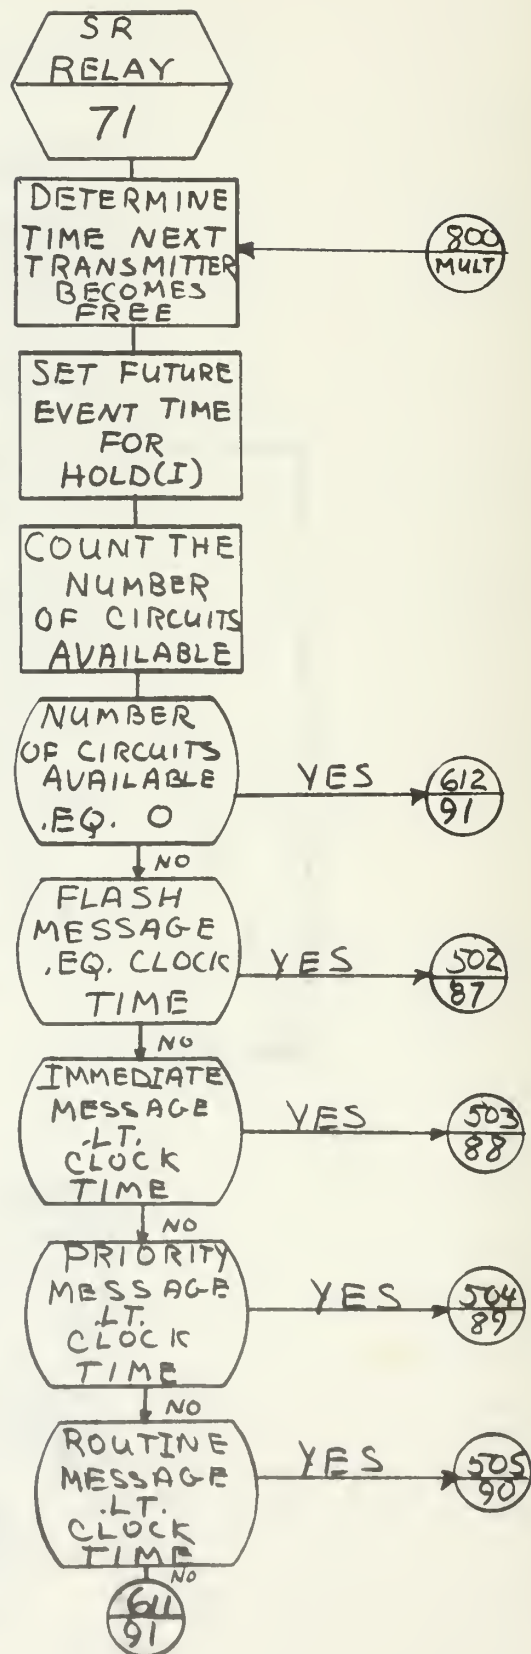 SR
RELAY
71
DETERMINE
TIME NEXT
TRANSMITTER
BECOMES
FREE
800
MULT
SET FUTURE
EVENT TIME
FOR
HOLD(I)
COUNT THE
NUMBER
OF CIRCUITS
AVAILABLE
NUMBER
OF CIRCUITS
AVAILABLE
.EQ. 0
YES
612
91
NO
FLASH
MESSAGE
.EQ. CLOCK
TIME
YES
502
87
NO
IMMEDIATE
MESSAGE
.LT.
CLOCK
TIME
YES
503
88
NO
PRIORITY
MESSAGE
.LT.
CLOCK
TIME
YES
504
89
NO
ROUTINE
MESSAGE
.LT.
CLOCK
TIME
YES
505
90
NO
611
91